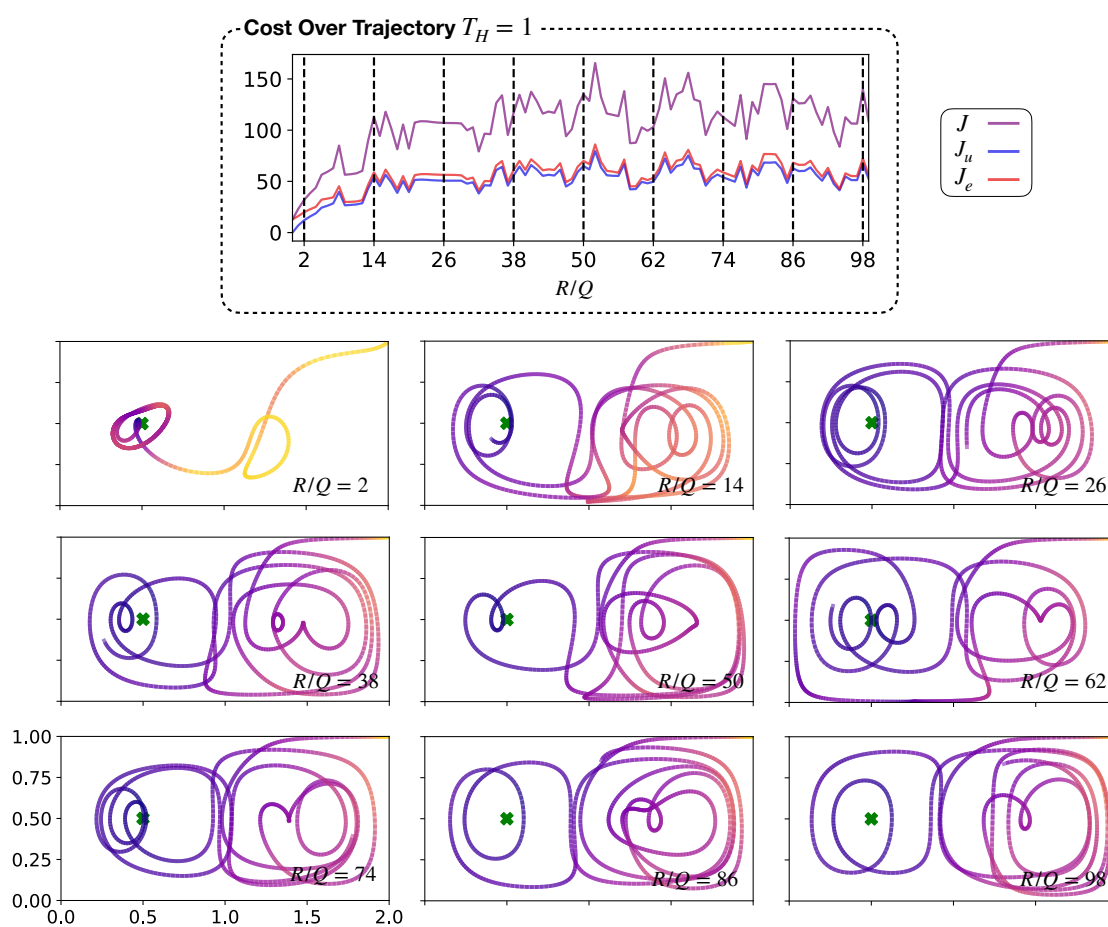 Cost Over Trajectory T_H = 1
150
100
50
0
2 14 26 38 50 62 74 86 98
R/Q
J
J_u
J_e
R/Q = 2
R/Q = 14
R/Q = 26
R/Q = 38
R/Q = 50
R/Q = 62
1.00
0.75
0.50
0.25
0.00
R/Q = 74
R/Q = 86
R/Q = 98
0.0 0.5 1.0 1.5 2.0